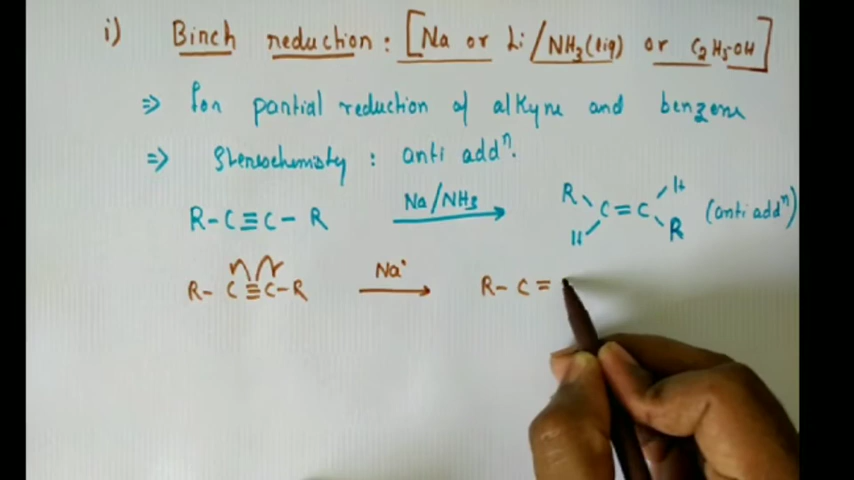 i) Binch reduction : [Na or Li/NH3(liq) or C2H5-OH]
⇒ for partial reduction of alkyne and benzene
⇒ Stereochemistry : anti addⁿ.
R-C≡C-R Na/NH3 → R H C=C H R (anti addⁿ)
R-C≡C-R Na• → R-C=